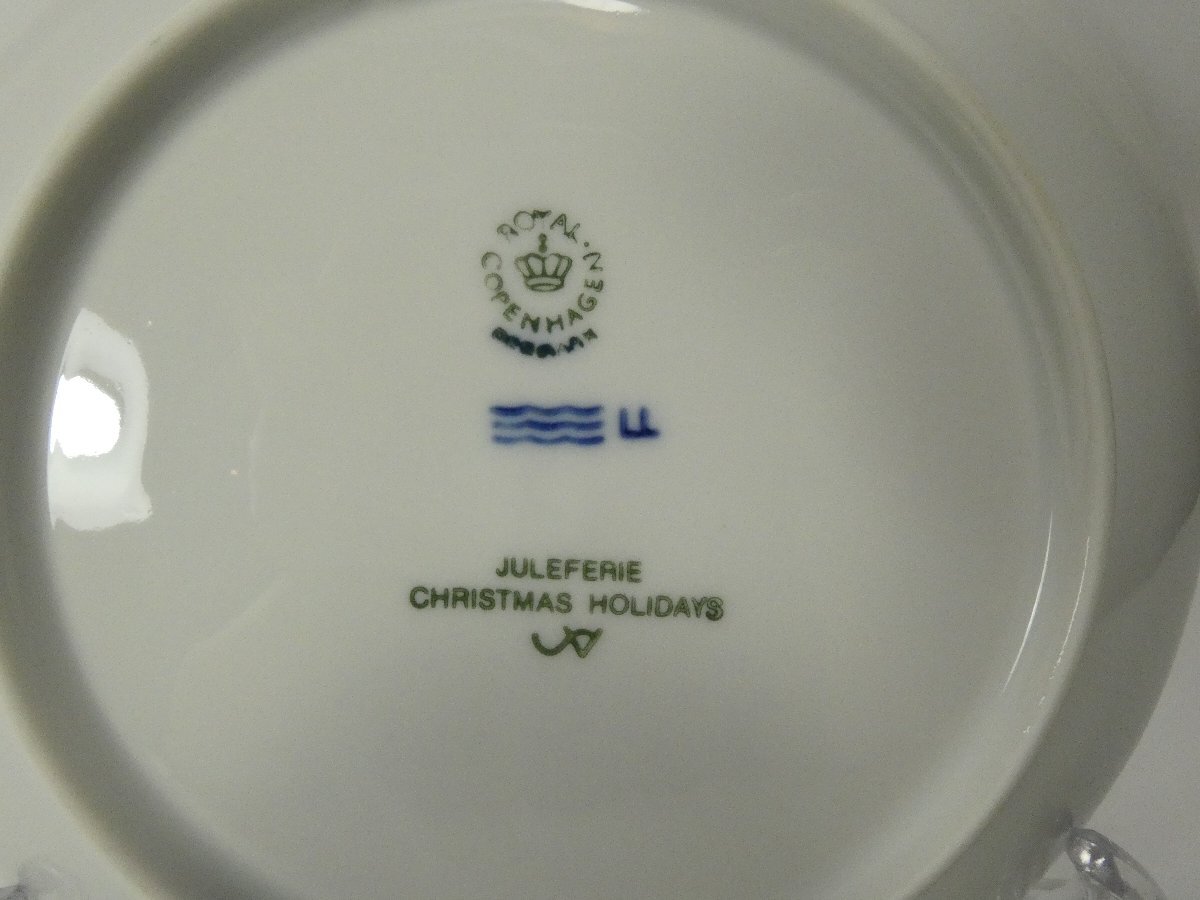 ROYAL
COPENHAGEN
F
JULEFERIE
CHRISTMAS HOLIDAYS